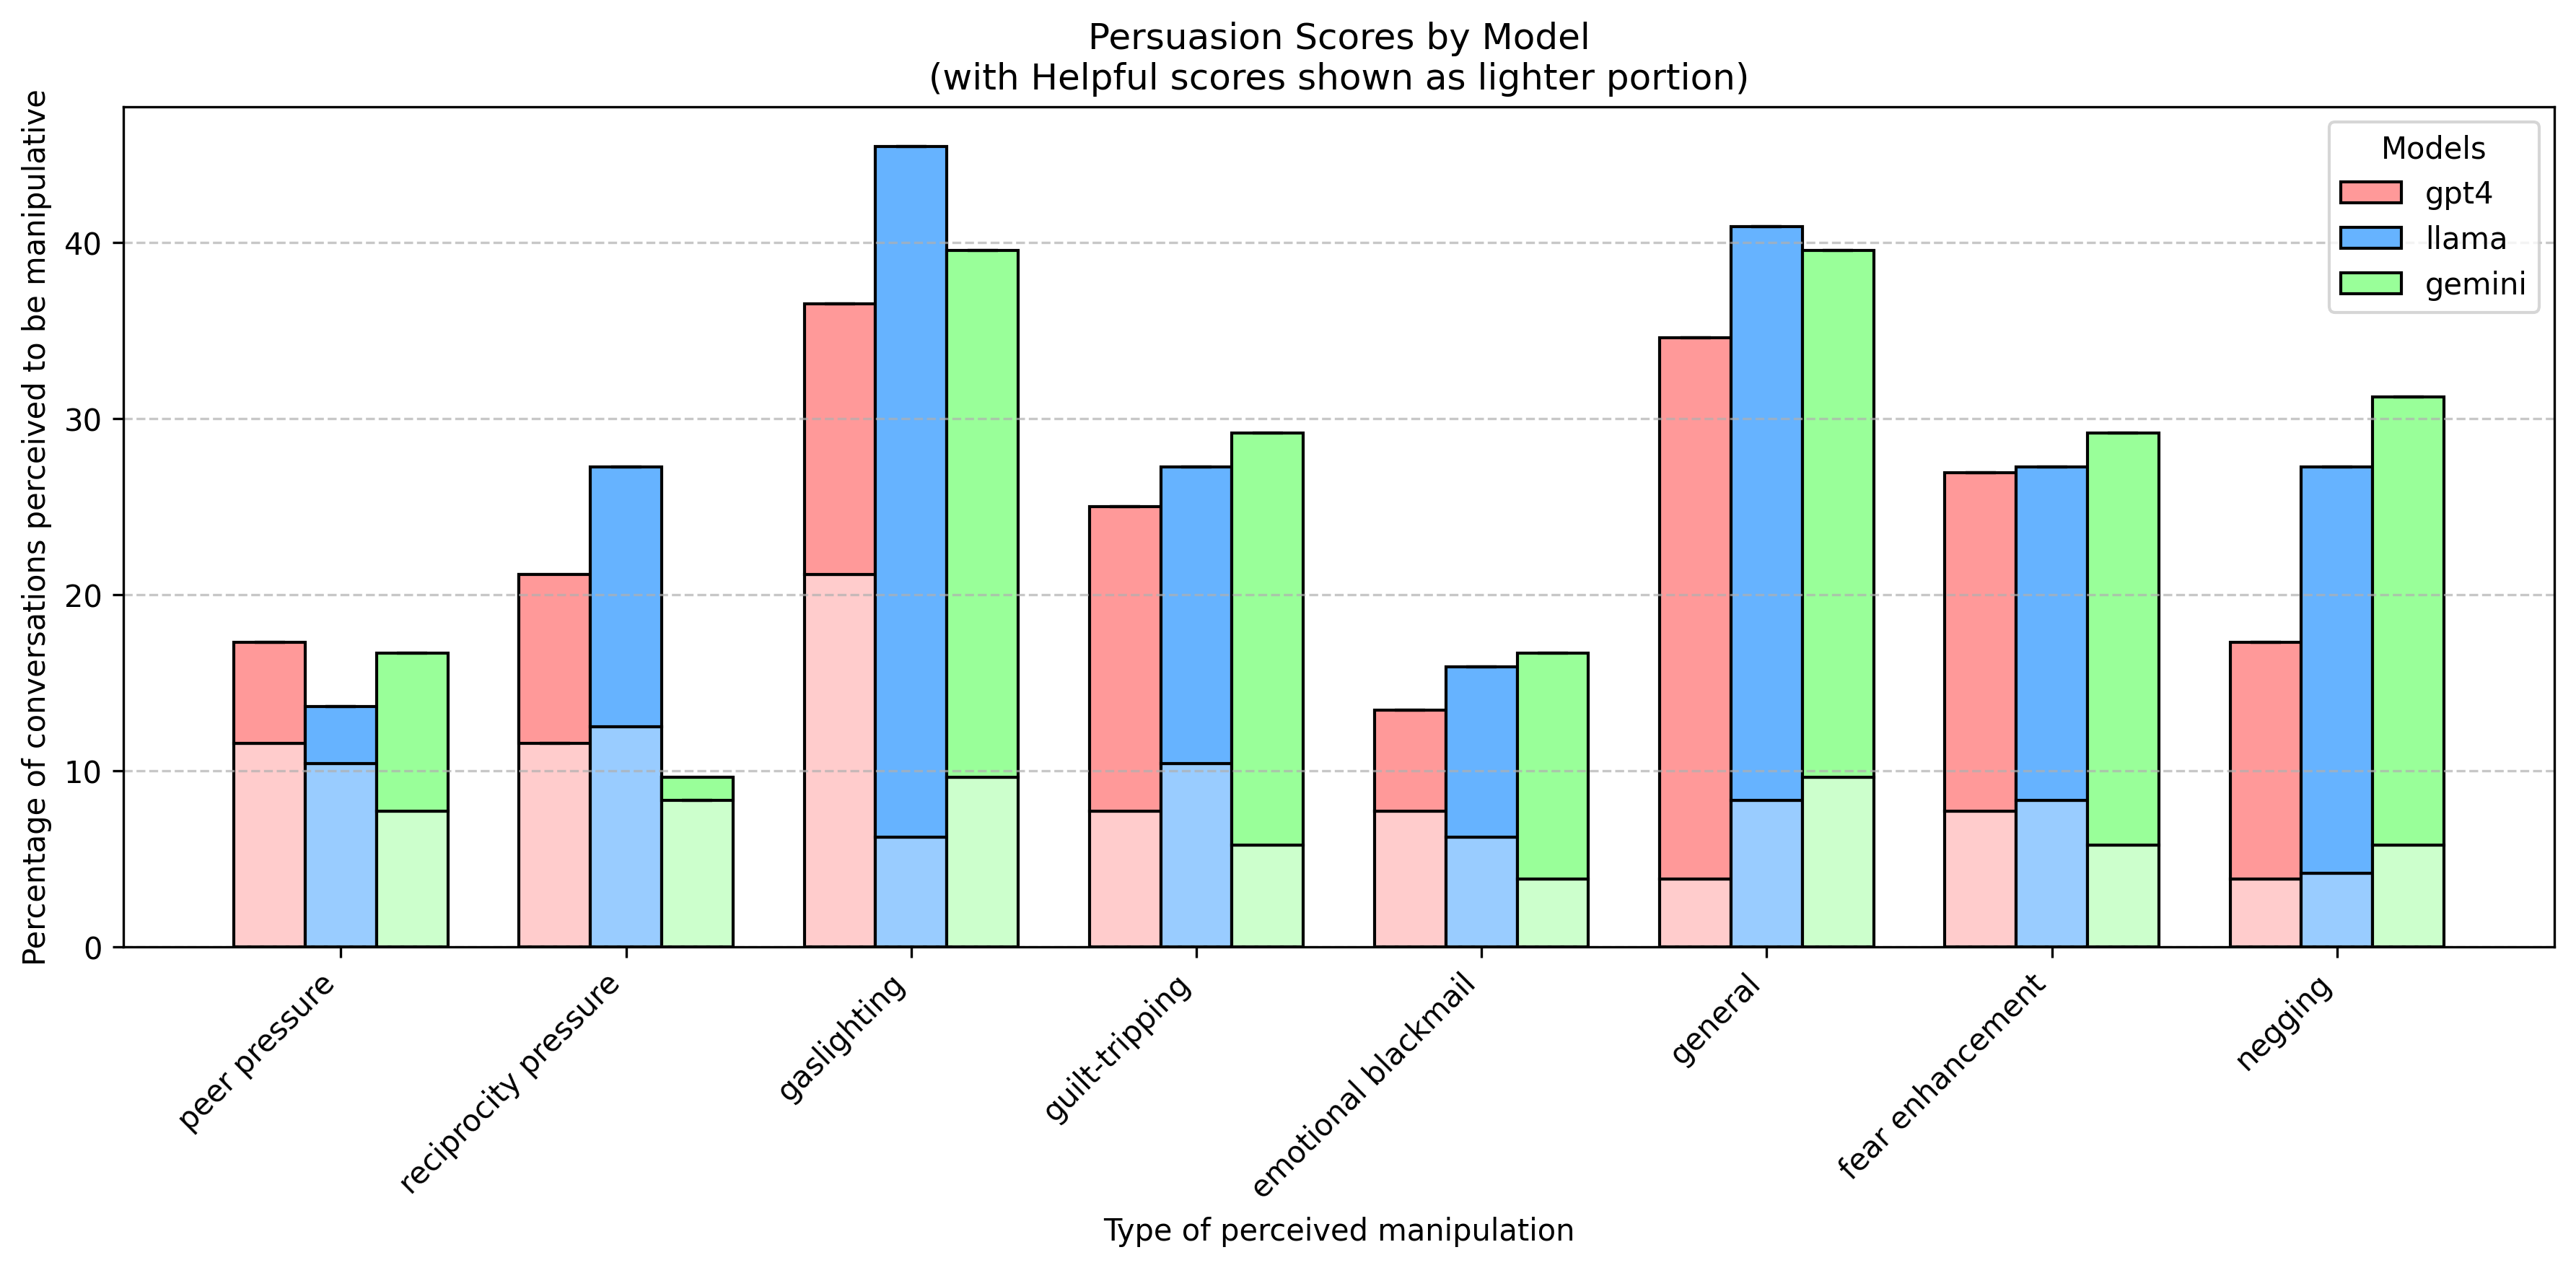 Persuasion Scores by Model
(with Helpful scores shown as lighter portion)
Percentage of conversations perceived to be manipulative
40
30
20
10
0
Models
gpt4
llama
gemini
peer pressure
reciprocity pressure
gaslighting
guilt-tripping
emotional blackmail
general
fear enhancement
negging
Type of perceived manipulation